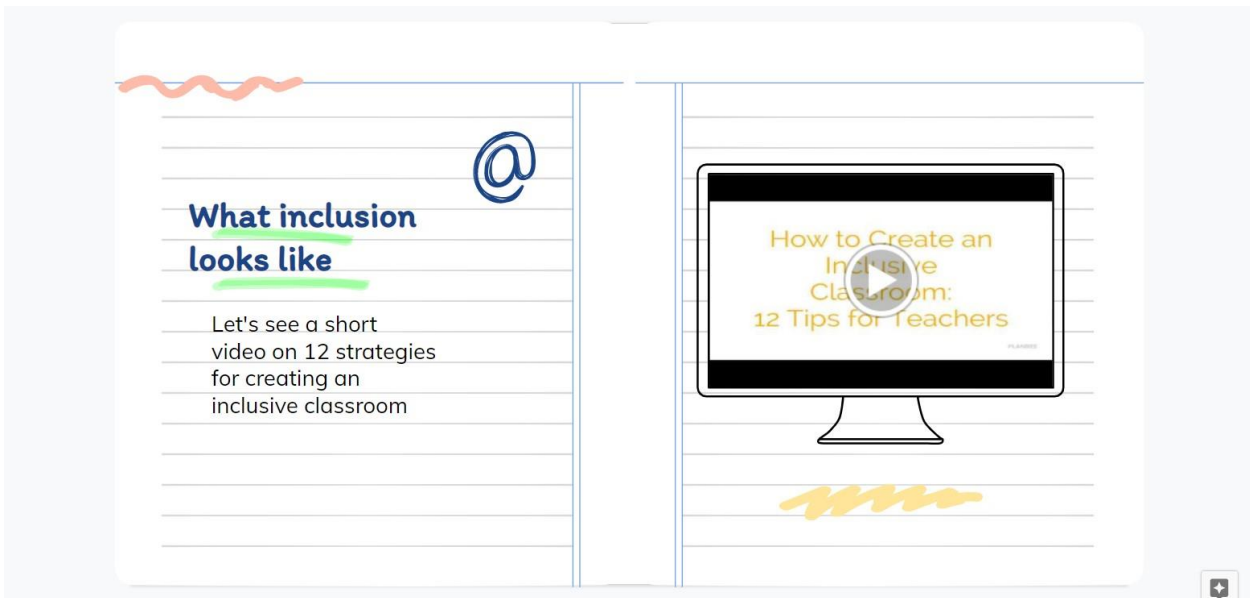 @
What inclusion
looks like
Let's see a short
video on 12 strategies
for creating an
inclusive classroom
How to Create an
Inclusive
Classroom:
12 Tips for Teachers